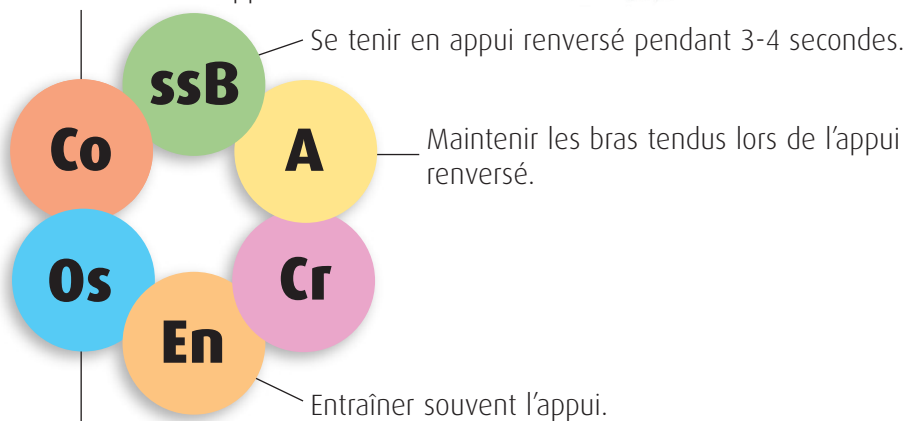 ssB
Se tenir en appui renversé pendant 3-4 secondes.
Co
A
Maintenir les bras tendus lors de l'appui
renversé.
Os
Cr
En
Entraîner souvent l'appui.